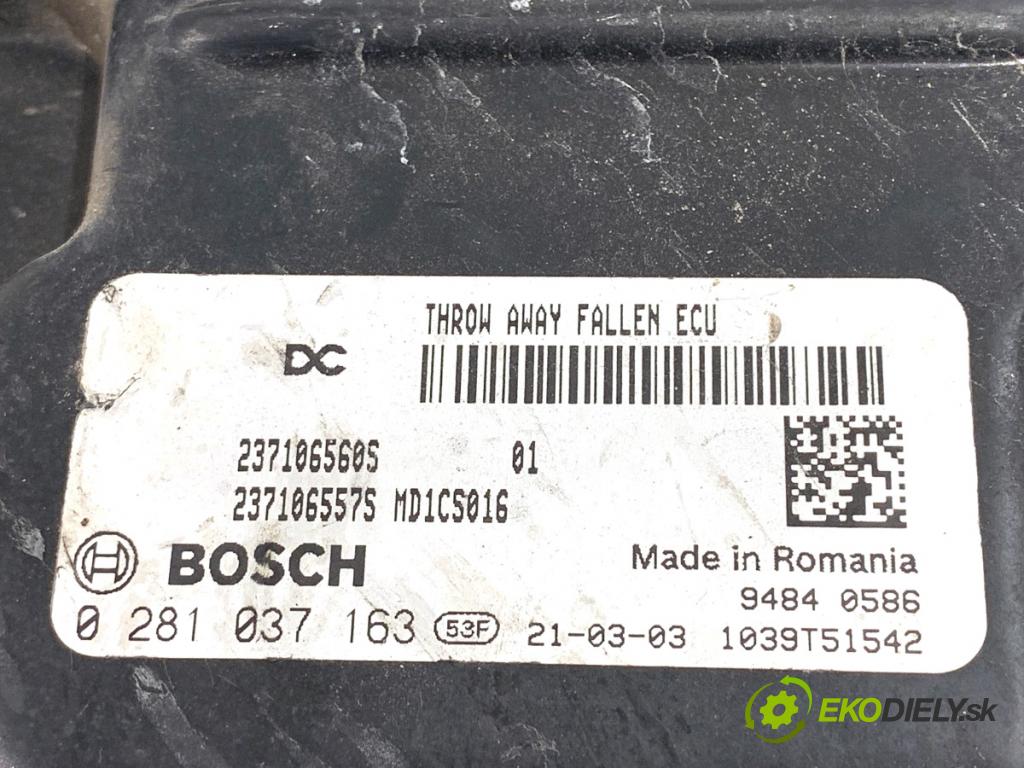 THROW AWAY FALLEN ECU
DC
237106560S 01
237106557S MD1CS016
BOSCH
Made in Romania
9484 0586
0 281 037 163 53F 21-03-03 1039T51542
EKODIELY.sk